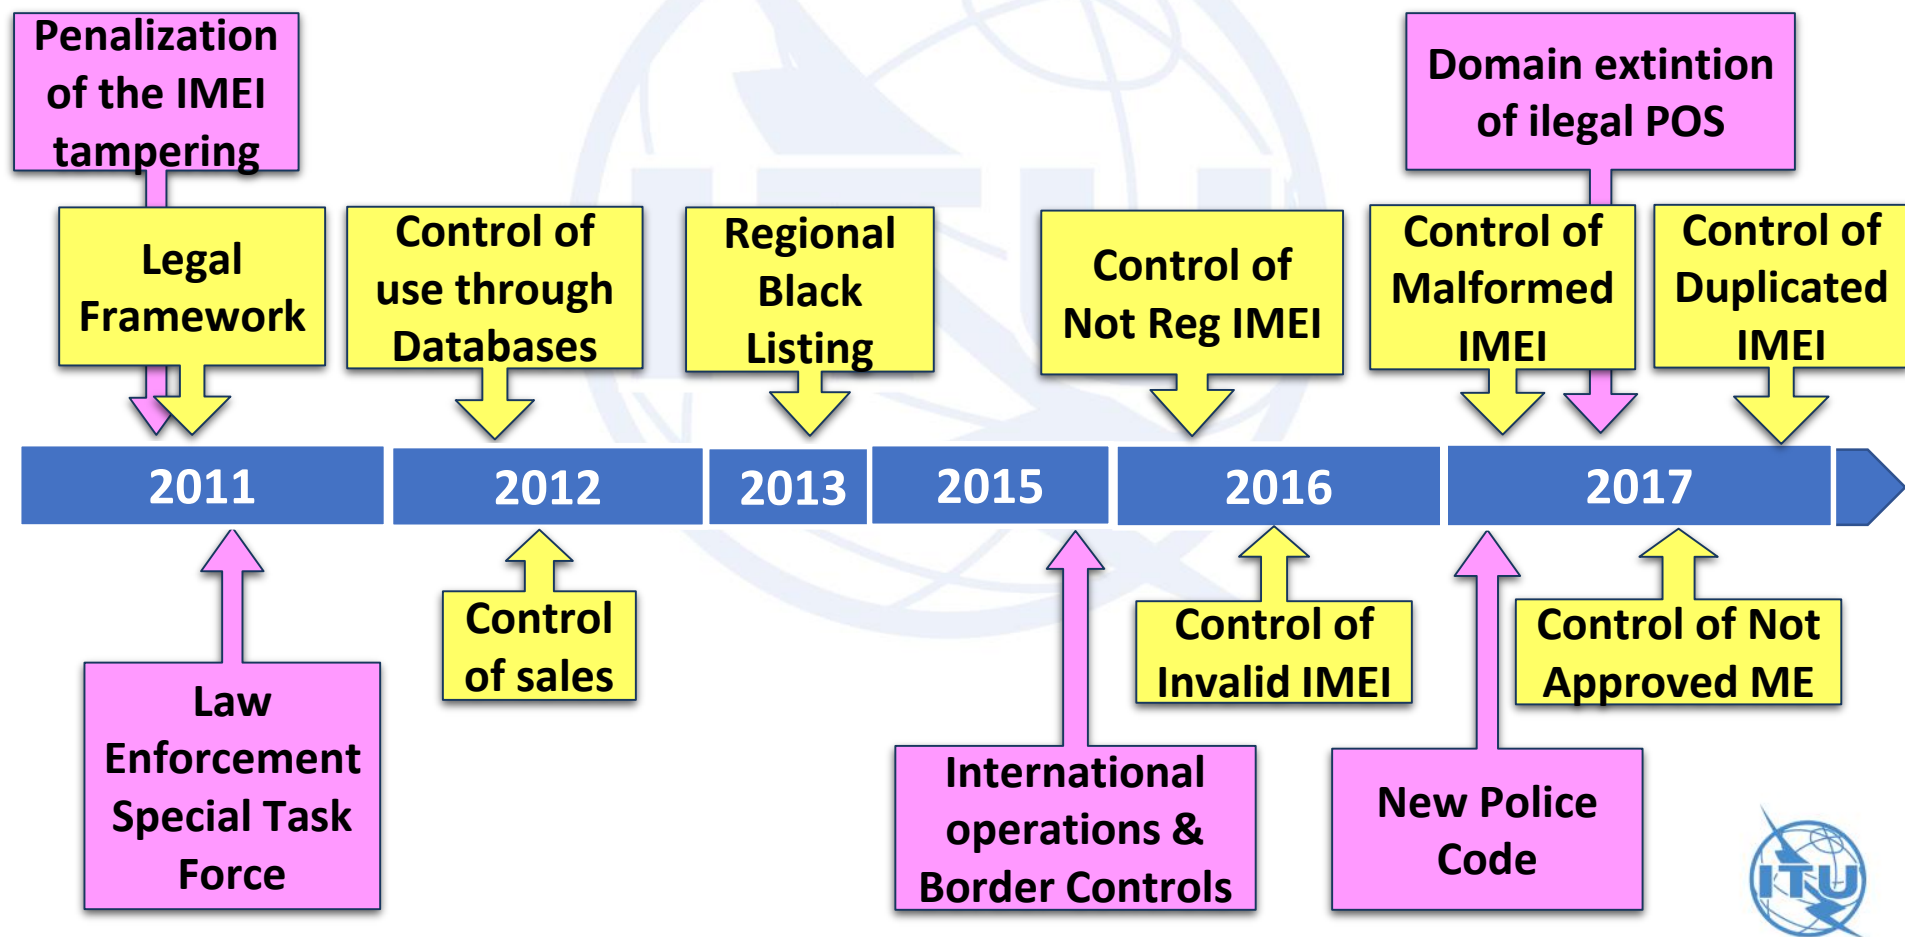 Penalization
of the IMEI
tampering
Domain extintion
of ilegal POS
Legal
Framework
Control of
use through
Databases
Regional
Black
Listing
Control of
Not Reg IMEI
Control of
Malformed
IMEI
Control of
Duplicated
IMEI
2011
2012
2013
2015
2016
2017
Law
Enforcement
Special Task
Force
Control
of sales
International
operations &
Border Controls
Control of
Invalid IMEI
New Police
Code
Control of Not
Approved ME
ITU
ITU